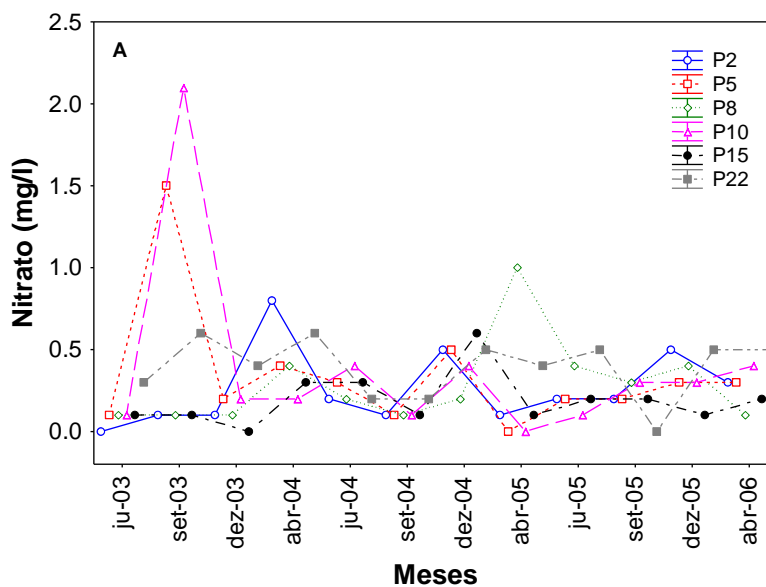 A
2.5
2.0
1.5
1.0
0.5
0.0
Nitrato (mg/l)
P2
P5
P8
P10
P15
P22
ju-03
set-03
dez-03
abr-04
ju-04
set-04
dez-04
abr-05
ju-05
set-05
dez-05
abr-06
Meses